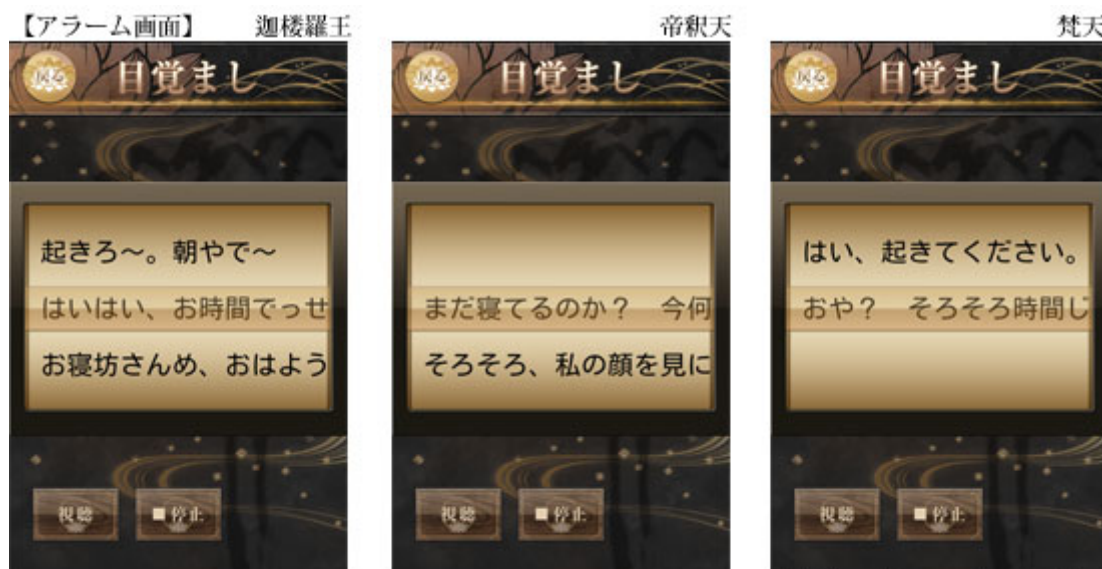 【アラーム画面】 迦楼羅王
戻る 目覚まし
起きろ～。朝やで～
はいはい、お時間でっせ
お寝坊さんめ、おはよう
視聴 ■停止
帝釈天
戻る 目覚まし
まだ寝てるのか？ 今何
そろそろ、私の顔を見に
視聴 ■停止
梵天
戻る 目覚まし
はい、起きてください。
おや？ そろそろ時間じ
視聴 ■停止